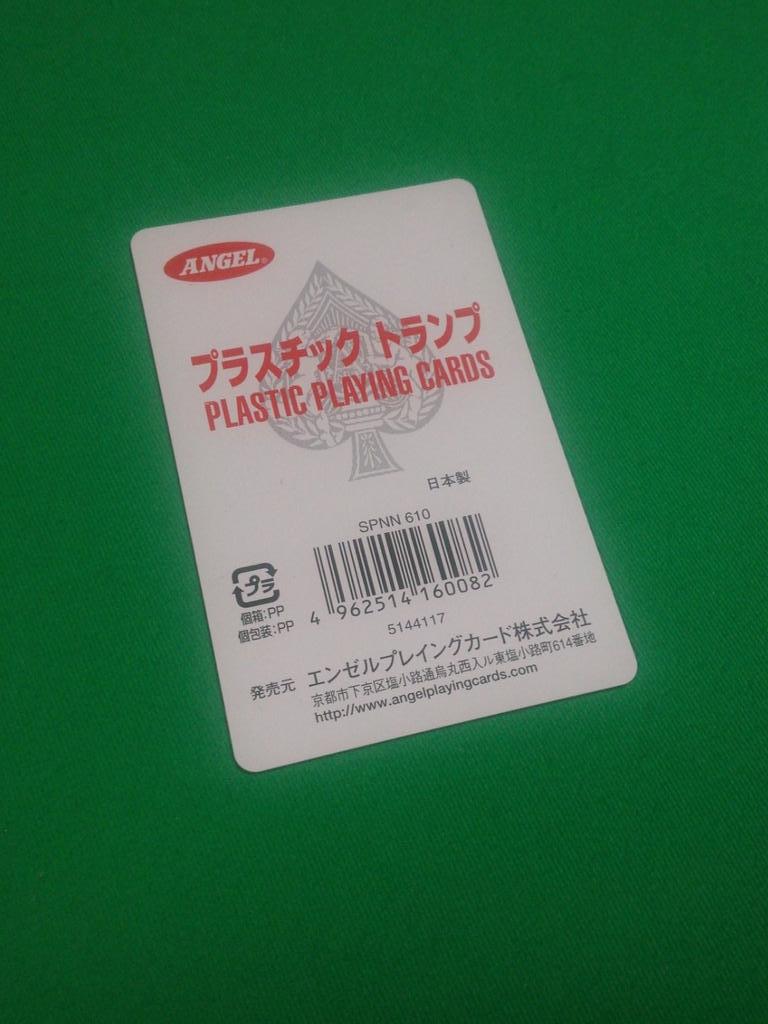 ANGEL®
プラスチック トランプ
PLASTIC PLAYING CARDS
日本製
SPNN 610
プラ
個箱:PP
個包装:PP
4 962514 160082
5144117
発売元 エンゼルプレイングカード株式会社
京都市下京区塩小路通烏丸西入ル東塩小路町614番地
http://www.angelplayingcards.com